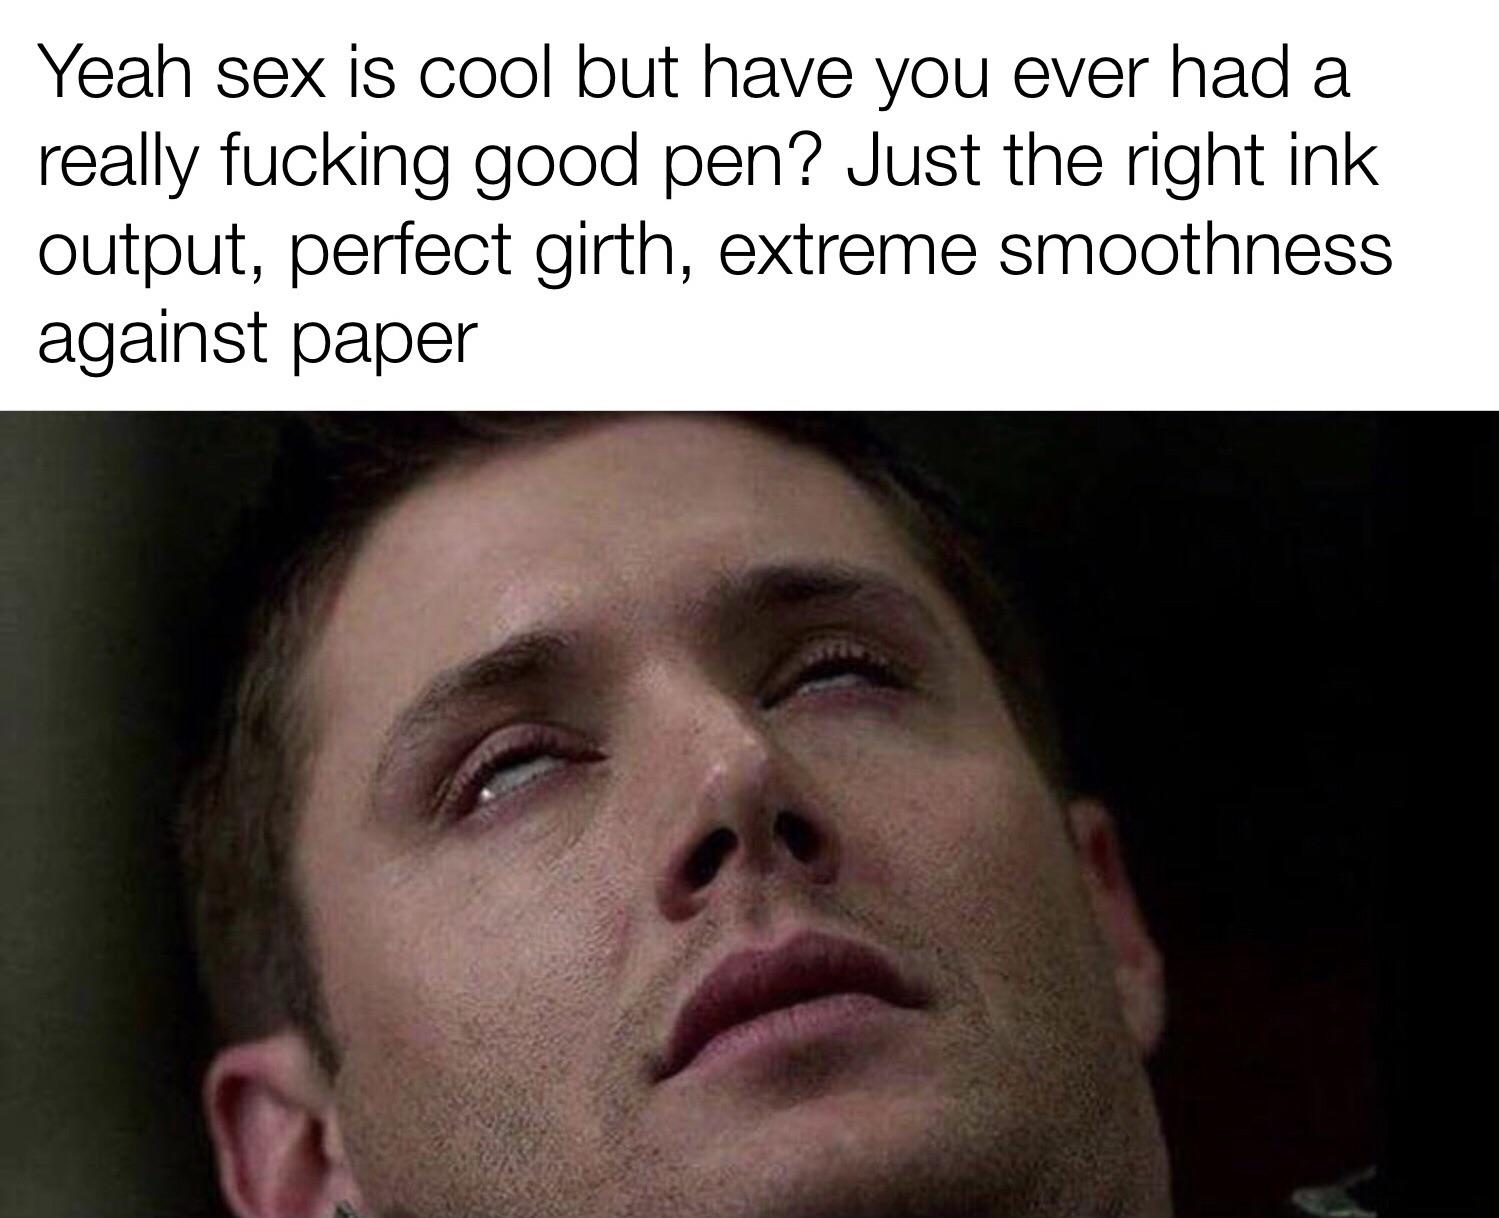 Yeah sex is cool but have you ever had a
really fucking good pen? Just the right ink
output, perfect girth, extreme smoothness
against paper